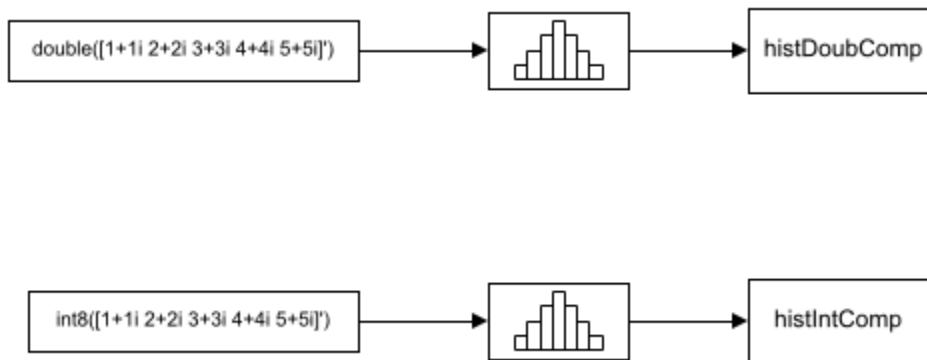 double([1+1i 2+2i 3+3i 4+4i 5+5i]')
histDoubComp
int8([1+1i 2+2i 3+3i 4+4i 5+5i]')
histIntComp